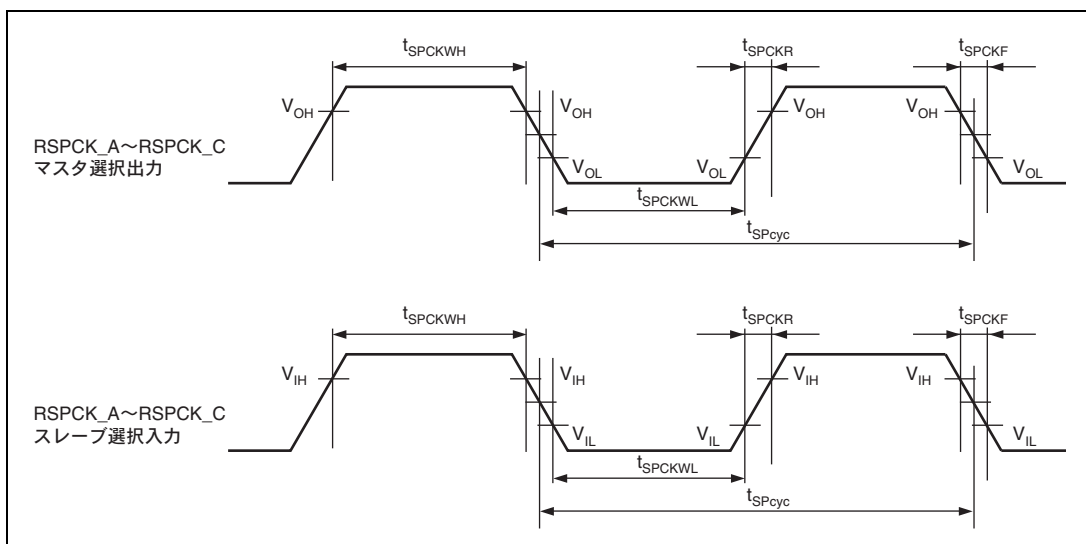 tSPCKWH
tSPCKR
tSPCKF
VOH
VOH
VOH
VOH
RSPCK_A～RSPCK_C
マスタ選択出力
VOL
VOL
VOL
tSPCKWL
tSPcyc
tSPCKWH
tSPCKR
tSPCKF
VIH
VIH
VIH
VIH
RSPCK_A～RSPCK_C
スレーブ選択入力
VIL
VIL
VIL
tSPCKWL
tSPcyc